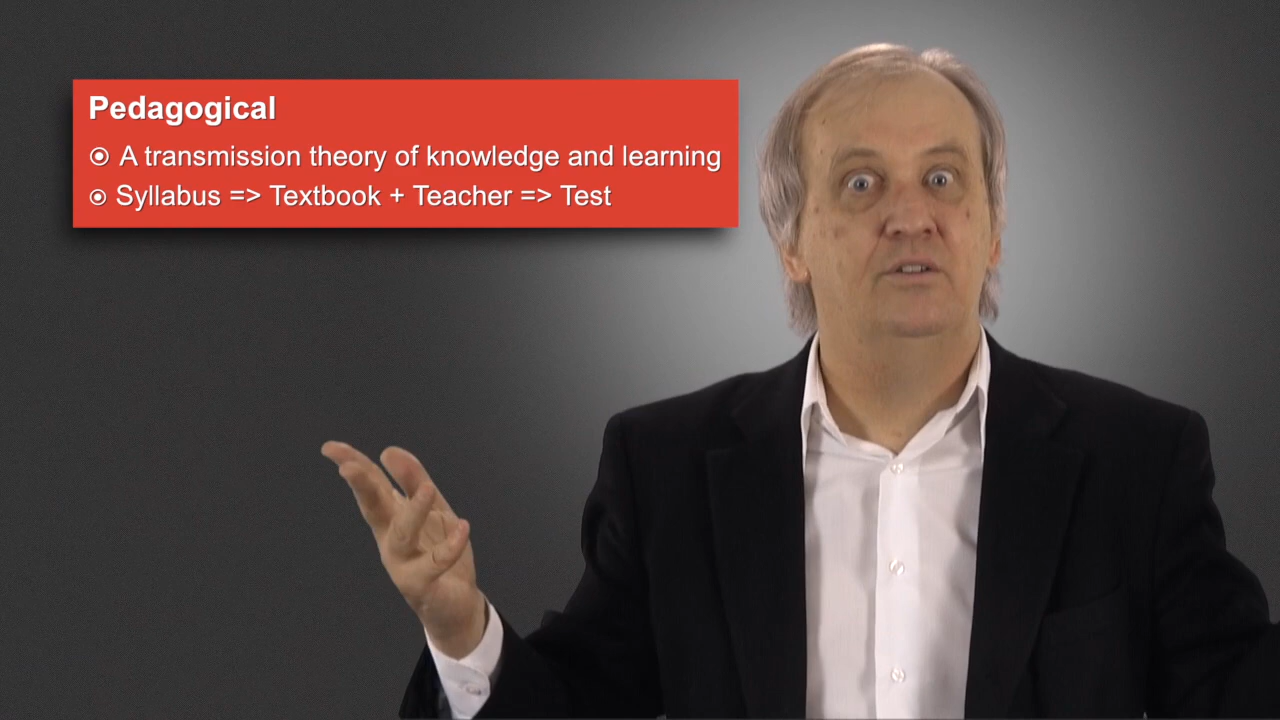 Pedagogical
⦿ A transmission theory of knowledge and learning
⦿ Syllabus => Textbook + Teacher => Test